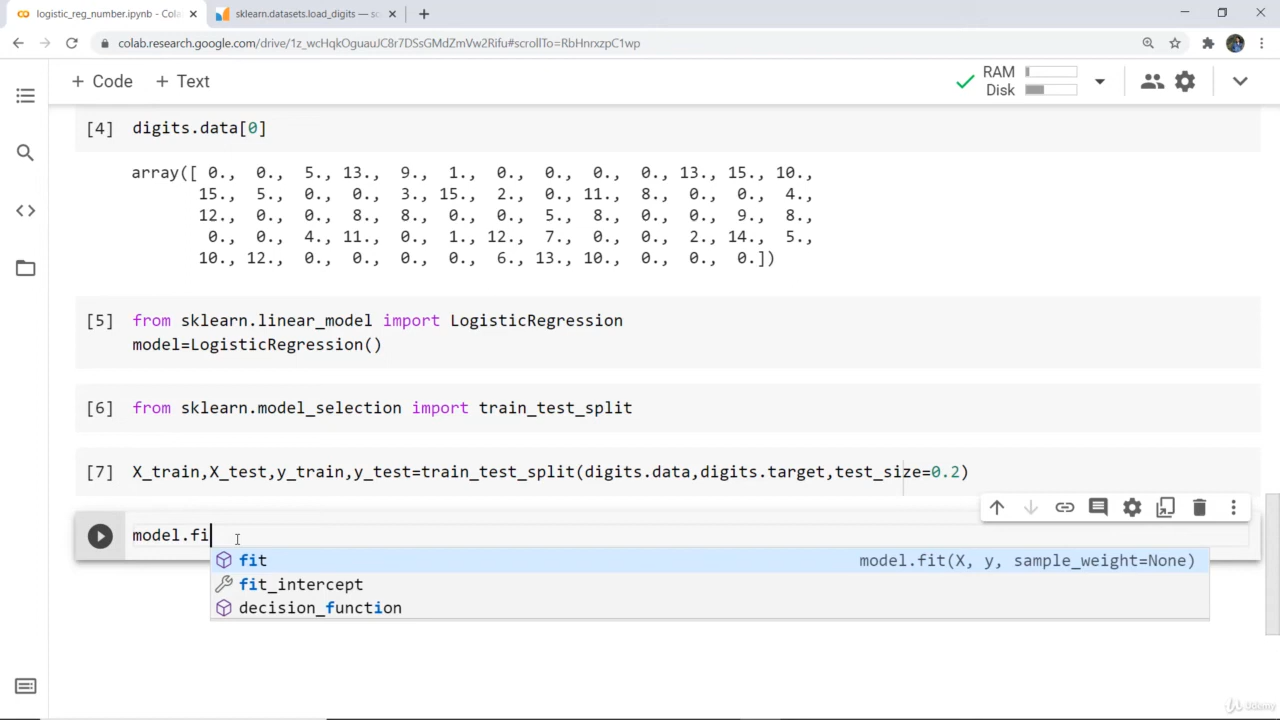 logistic_reg_number.ipynb - Cola
sklearn.datasets.load_digits — sc
colab.research.google.com/drive/1z_wcHqkOguauJC8r7DSsGMdZmVw2Rifu#scrollTo=RbHnrxzpC1wp
+ Code + Text
RAM
Disk
[4] digits.data[0]
array([ 0., 0., 5., 13., 9., 1., 0., 0., 0., 0., 13., 15., 10.,
15., 5., 0., 0., 3., 15., 2., 0., 11., 8., 0., 0., 4.,
12., 0., 0., 8., 8., 0., 0., 5., 8., 0., 0., 9., 8.,
0., 0., 4., 11., 0., 1., 12., 7., 0., 0., 2., 14., 5.,
10., 12., 0., 0., 0., 0., 6., 13., 10., 0., 0., 0.])
[5] from sklearn.linear_model import LogisticRegression
model=LogisticRegression()
[6] from sklearn.model_selection import train_test_split
[7] X_train,X_test,y_train,y_test=train_test_split(digits.data,digits.target,test_size=0.2)
model.fi
fit model.fit(X, y, sample_weight=None)
fit_intercept
decision_function
Udemy